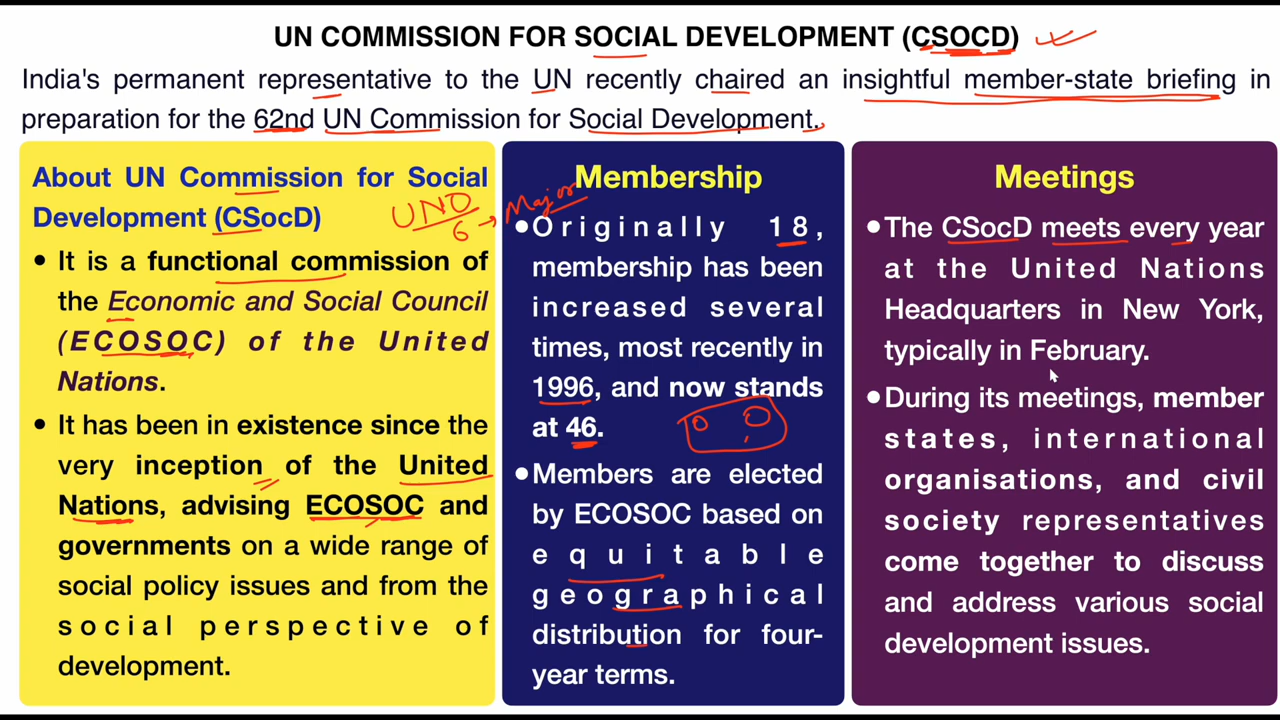 UN COMMISSION FOR SOCIAL DEVELOPMENT (CSOCD)
India's permanent representative to the UN recently chaired an insightful member-state briefing in
preparation for the 62nd UN Commission for Social Development.
About UN Commission for Social
Development (CSocD)
UNO
6 → Major
• It is a functional commission of
the Economic and Social Council
(ECOSOC) of the United
Nations.
• It has been in existence since the
very inception of the United
Nations, advising ECOSOC and
governments on a wide range of
social policy issues and from the
social perspective of
development.
Membership
• Originally 18,
membership has been
increased several
times, most recently in
1996, and now stands
at 46.
• Members are elected
by ECOSOC based on
equitable
geographical
distribution for four-
year terms.
Meetings
• The CSocD meets every year
at the United Nations
Headquarters in New York,
typically in February.
• During its meetings, member
states, international
organisations, and civil
society representatives
come together to discuss
and address various social
development issues.